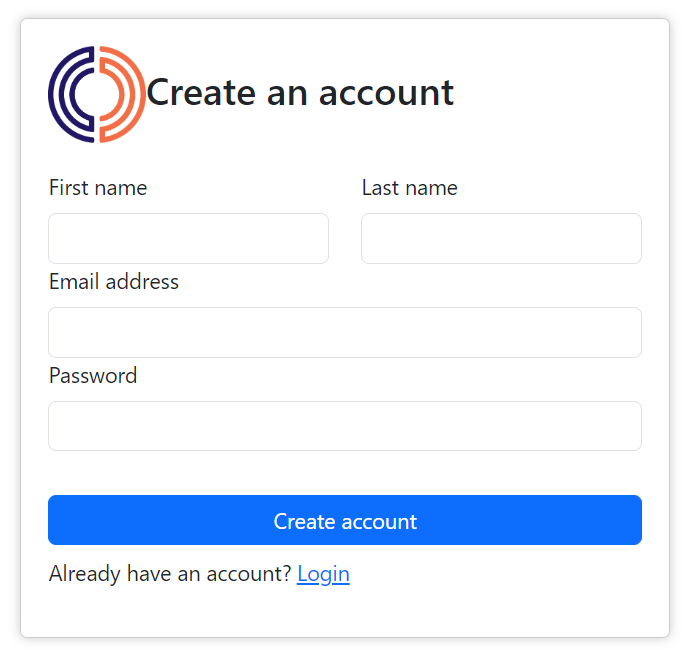 Create an account
First name Last name
Email address
Password
Create account
Already have an account? Login